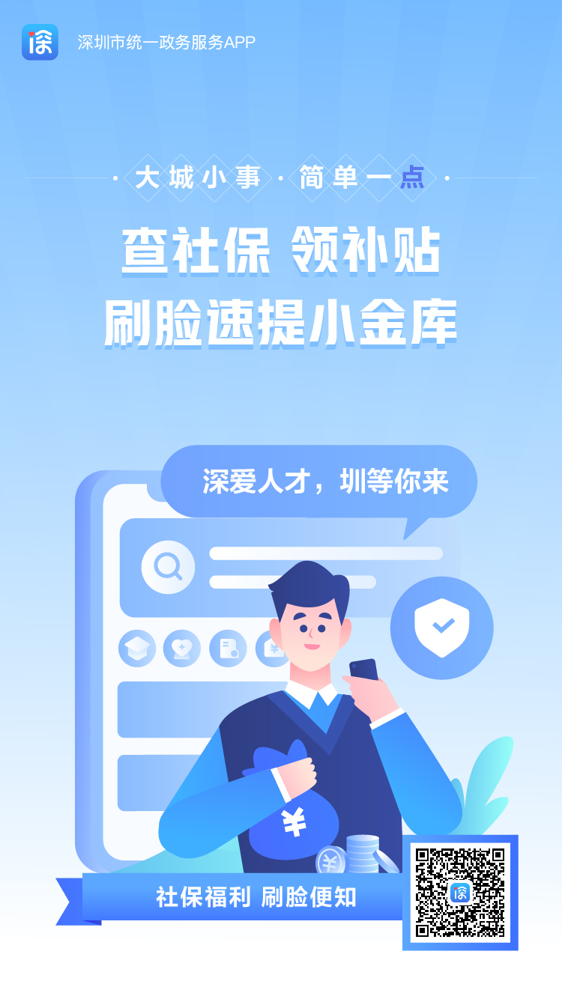 深圳市统一政务服务APP
·大城小事·简单一点·
查社保 领补贴
刷脸速提小金库
深爱人才，圳等你来
¥
¥
¥
社保福利 刷脸便知
深